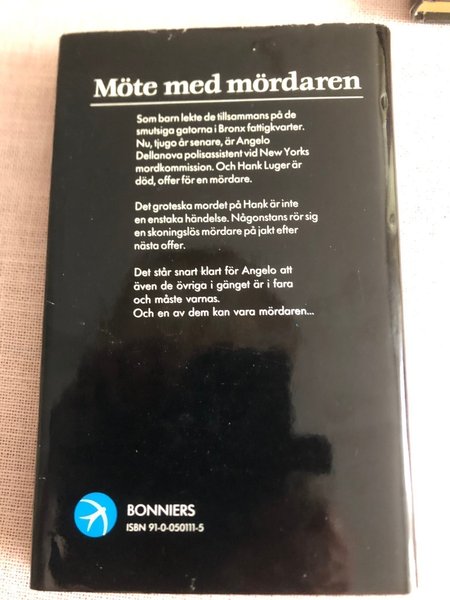 Möte med mördaren
Som barn lekte de tillsammans på de
smutsiga gatorna i Bronx fattigkvarter.
Nu, tjugo år senare, är Angelo
Dellanova polisassistent vid New Yorks
mordkommission. Och Hank Luger är
död, offer för en mördare.
Det groteska mordet på Hank är inte
en enstaka händelse. Någonstans rör sig
en skoningslös mördare på jakt efter
nästa offer.
Det står snart klart för Angelo att
även de övriga i gänget är i fara
och måste varnas.
Och en av dem kan vara mördaren...
BONNIERS
ISBN 91-0-050111-5